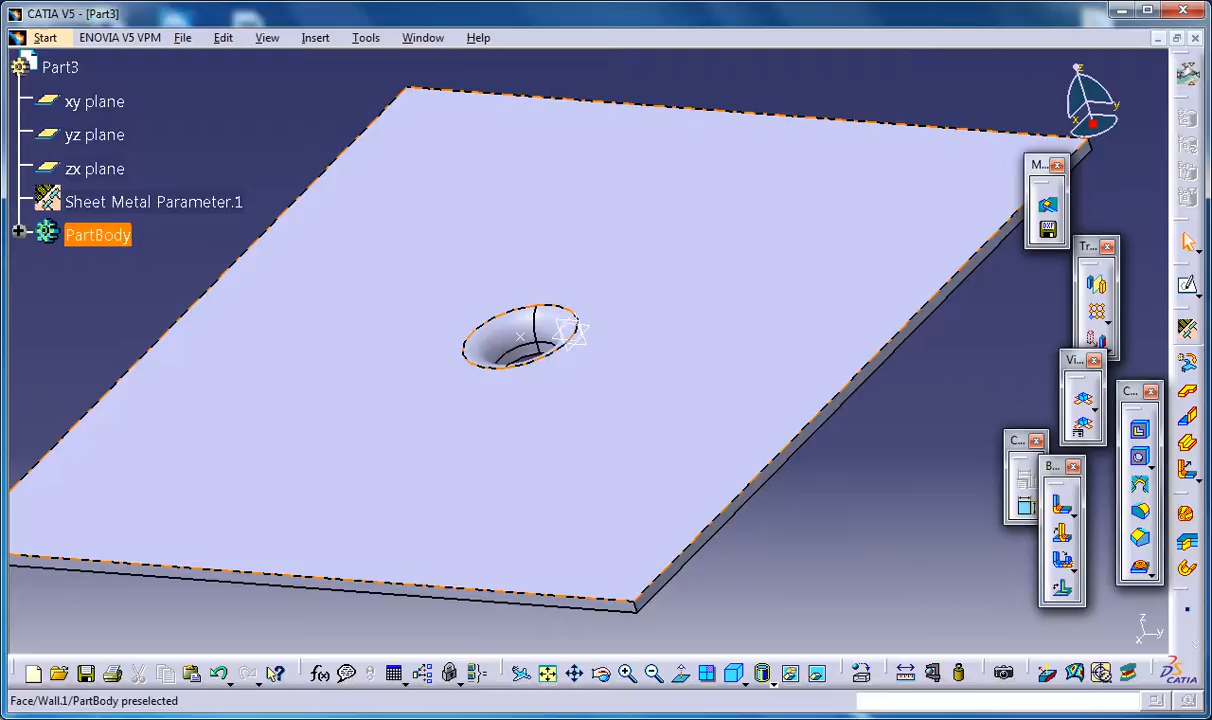 CATIA V5 - [Part3]
Start ENOVIA V5 VPM File Edit View Insert Tools Window Help
Part3
xy plane
yz plane
zx plane
Sheet Metal Parameter.1
PartBody
z
y
x
M...
Tr...
Vi...
C...
C...
B...
z
y
x
f(x)
CATIA
Face/Wall.1/PartBody preselected